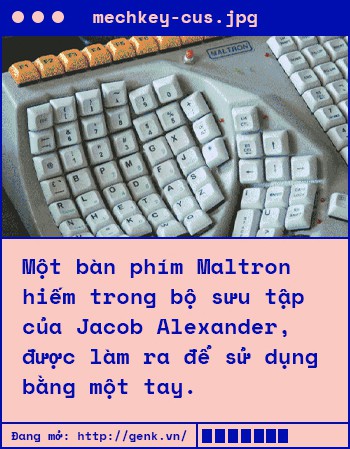 mechkey-cus.jpg
MALTRON
Một bàn phím Maltron
hiếm trong bộ sưu tập
của Jacob Alexander,
được làm ra để sử dụng
bằng một tay.
Đang mở: http://genk.vn/